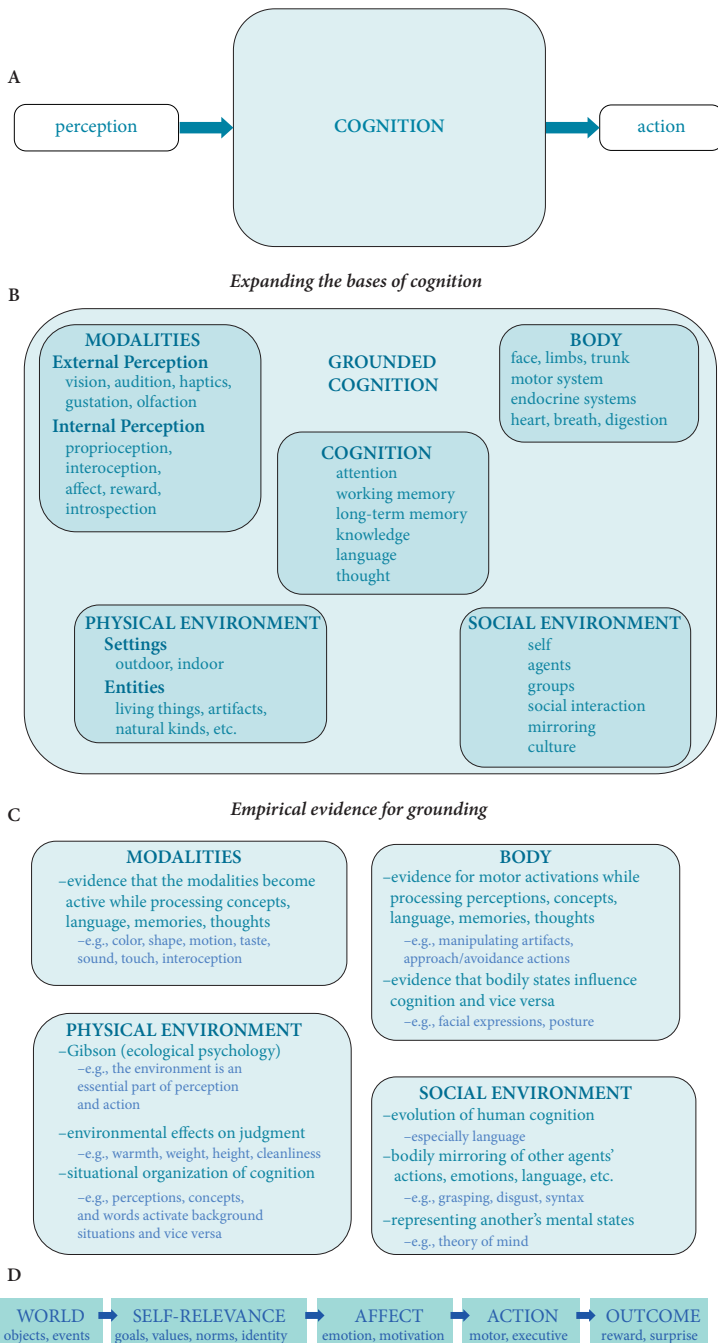 A
perception
COGNITION
action
Expanding the bases of cognition
B
MODALITIES
External Perception
vision, audition, haptics,
gustation, olfaction
Internal Perception
proprioception,
interoception,
affect, reward,
introspection
GROUNDED
COGNITION
BODY
face, limbs, trunk
motor system
endocrine systems
heart, breath, digestion
COGNITION
attention
working memory
long-term memory
knowledge
language
thought
PHYSICAL ENVIRONMENT
Settings
outdoor, indoor
Entities
living things, artifacts,
natural kinds, etc.
SOCIAL ENVIRONMENT
self
agents
groups
social interaction
mirroring
culture
Empirical evidence for grounding
C
MODALITIES
–evidence that the modalities become
active while processing concepts,
language, memories, thoughts
–e.g., color, shape, motion, taste,
sound, touch, interoception
BODY
–evidence for motor activations while
processing perceptions, concepts,
language, memories, thoughts
–e.g., manipulating artifacts,
approach/avoidance actions
–evidence that bodily states influence
cognition and vice versa
–e.g., facial expressions, posture
PHYSICAL ENVIRONMENT
–Gibson (ecological psychology)
–e.g., the environment is an
essential part of perception
and action
–environmental effects on judgment
–e.g., warmth, weight, height, cleanliness
–situational organization of cognition
–e.g., perceptions, concepts,
and words activate background
situations and vice versa
SOCIAL ENVIRONMENT
–evolution of human cognition
–especially language
–bodily mirroring of other agents'
actions, emotions, language, etc.
–e.g., grasping, disgust, syntax
–representing another's mental states
–e.g., theory of mind
D
WORLD
objects, events
SELF-RELEVANCE
goals, values, norms, identity
AFFECT
emotion, motivation
ACTION
motor, executive
OUTCOME
reward, surprise